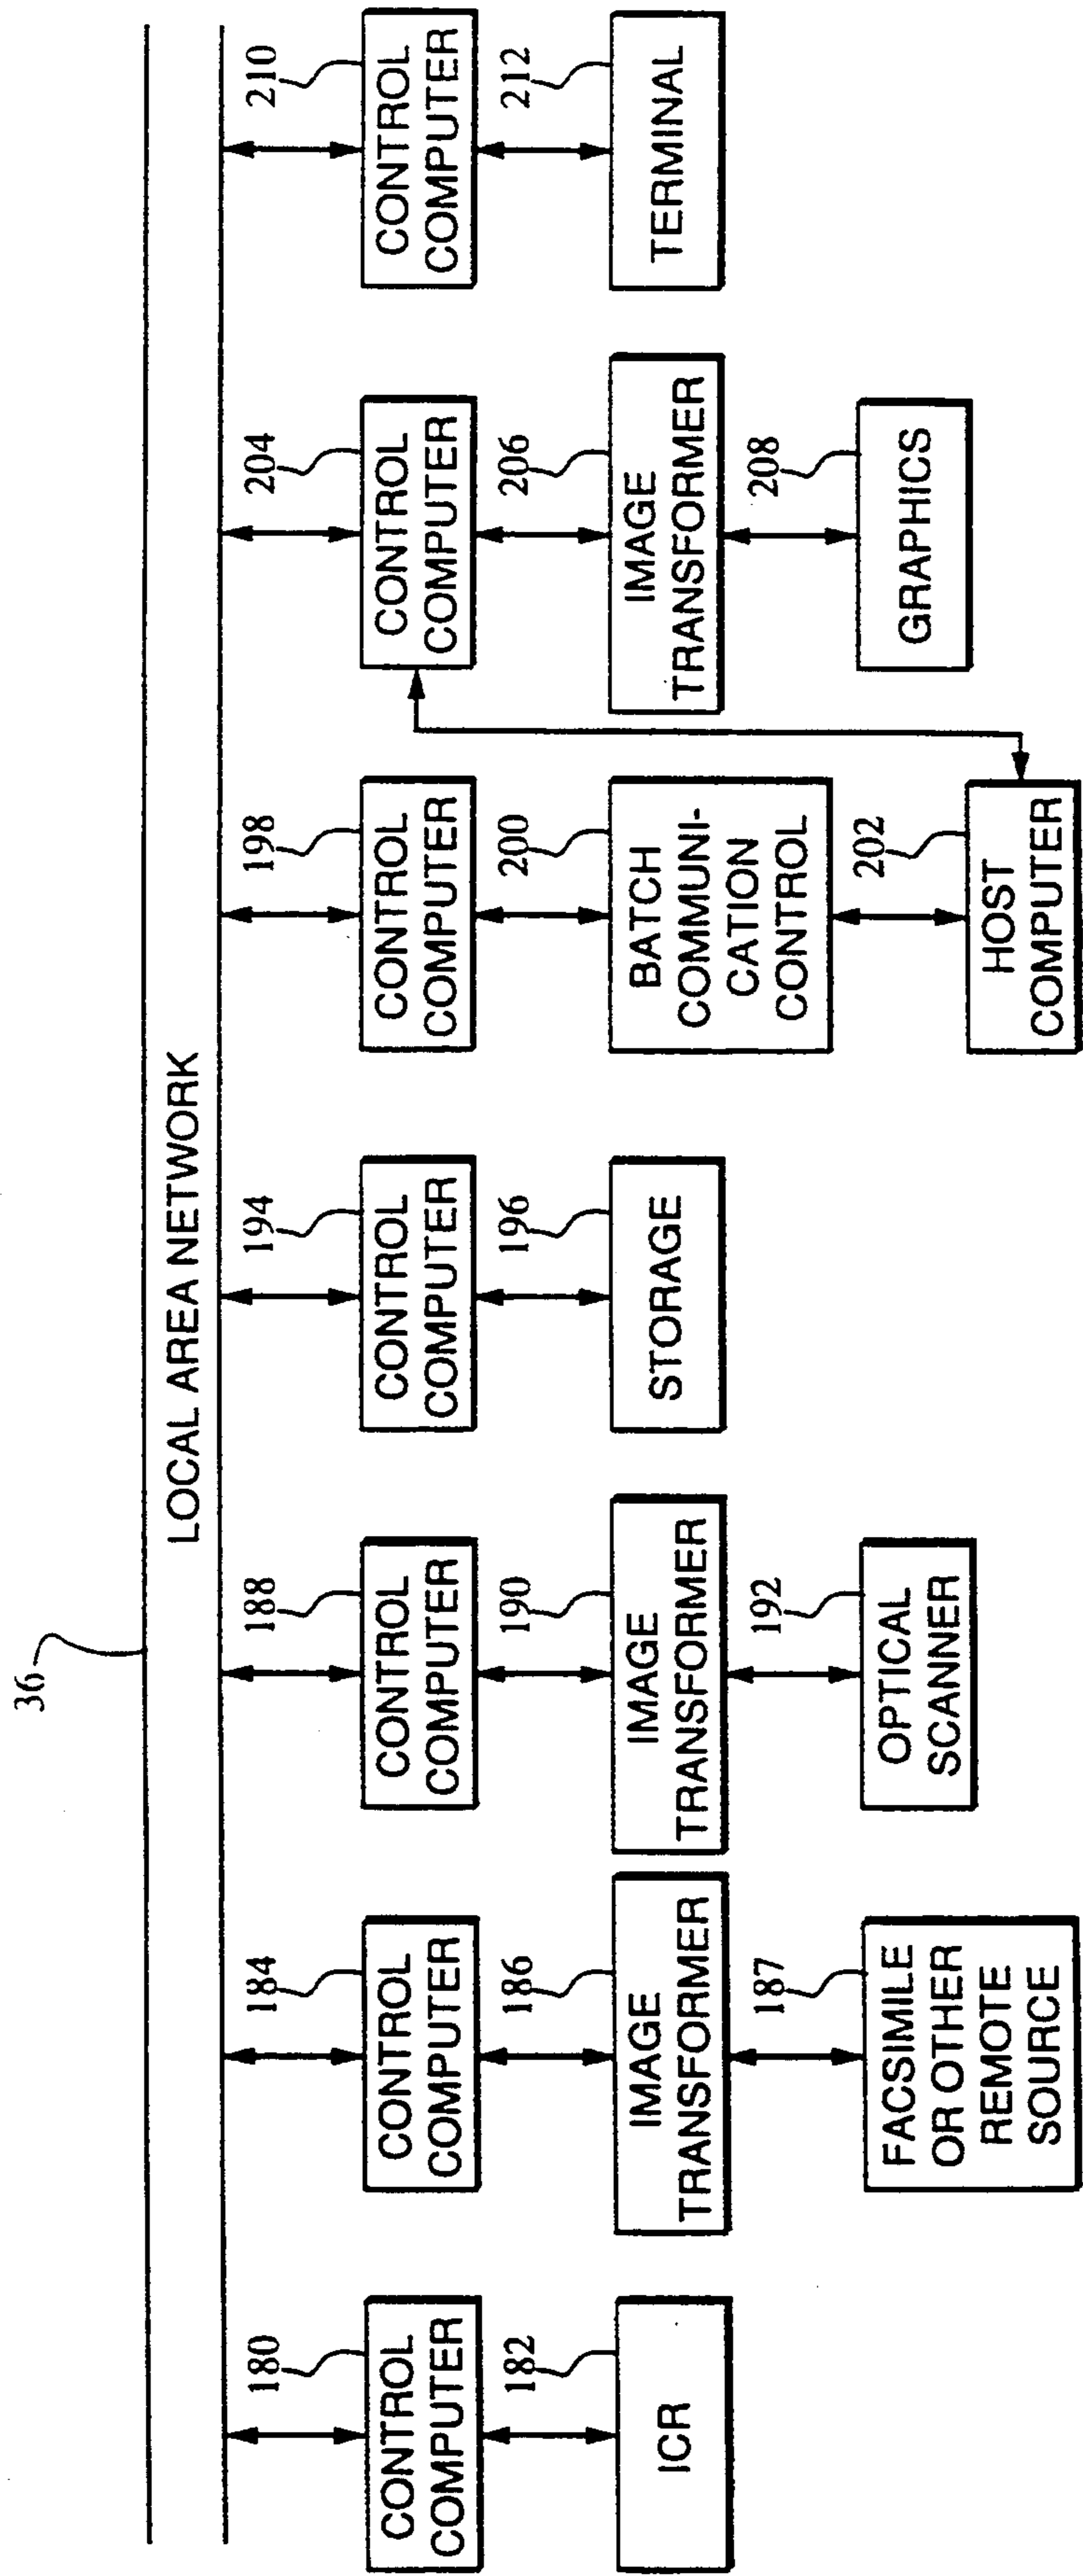 36
LOCAL AREA NETWORK
180
CONTROL
COMPUTER
182
ICR
184
CONTROL
COMPUTER
186
IMAGE
TRANSFORMER
187
FACSIMILE
OR OTHER
REMOTE
SOURCE
188
CONTROL
COMPUTER
190
IMAGE
TRANSFORMER
192
OPTICAL
SCANNER
194
CONTROL
COMPUTER
196
STORAGE
198
CONTROL
COMPUTER
200
BATCH
COMMUNI-
CATION
CONTROL
202
HOST
COMPUTER
204
CONTROL
COMPUTER
206
IMAGE
TRANSFORMER
208
GRAPHICS
210
CONTROL
COMPUTER
212
TERMINAL